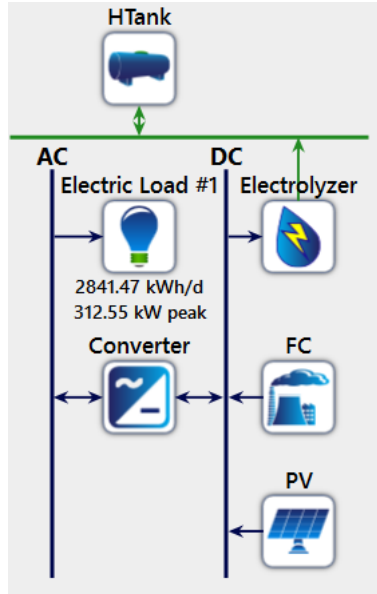 HTank
AC
DC
Electric Load #1
Electrolyzer
2841.47 kWh/d
312.55 kW peak
Converter
FC
PV